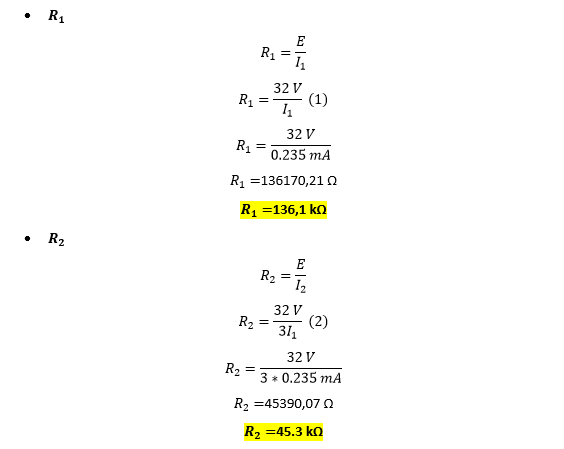 • R₁
R₁ = E/I₁
R₁ = 32 V/I₁ (1)
R₁ = 32 V/0.235 mA
R₁ =136170,21 Ω
R₁ =136,1 kΩ
• R₂
R₂ = E/I₂
R₂ = 32 V/3I₁ (2)
R₂ = 32 V/3 * 0.235 mA
R₂ =45390,07 Ω
R₂ =45.3 kΩ